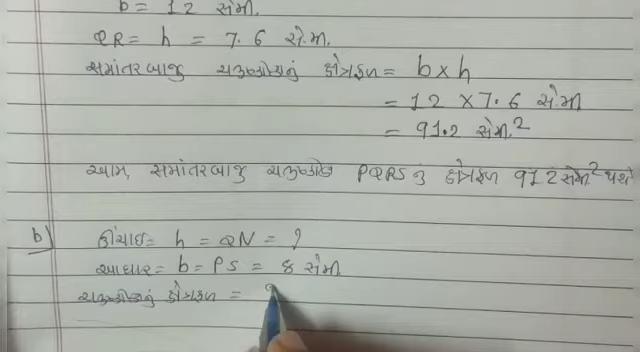 b = 12 સેમી.
QR = h = 7.6 સે.મી.
સમાંતરબાજુ ચતુષ્કોણનું ક્ષેત્રફળ = b x h
= 12 x 7.6 સેમી
= 91.2 સેમી.²
આમ, સમાંતરબાજુ ચતુષ્કોણ PQRSનું ક્ષેત્રફળ 91.2 સેમી² થશે
b) ઊંચાઇ = h = QN = ?
આધાર = b = PS = 8 સેમી
ચતુષ્કોણનું ક્ષેત્રફળ =